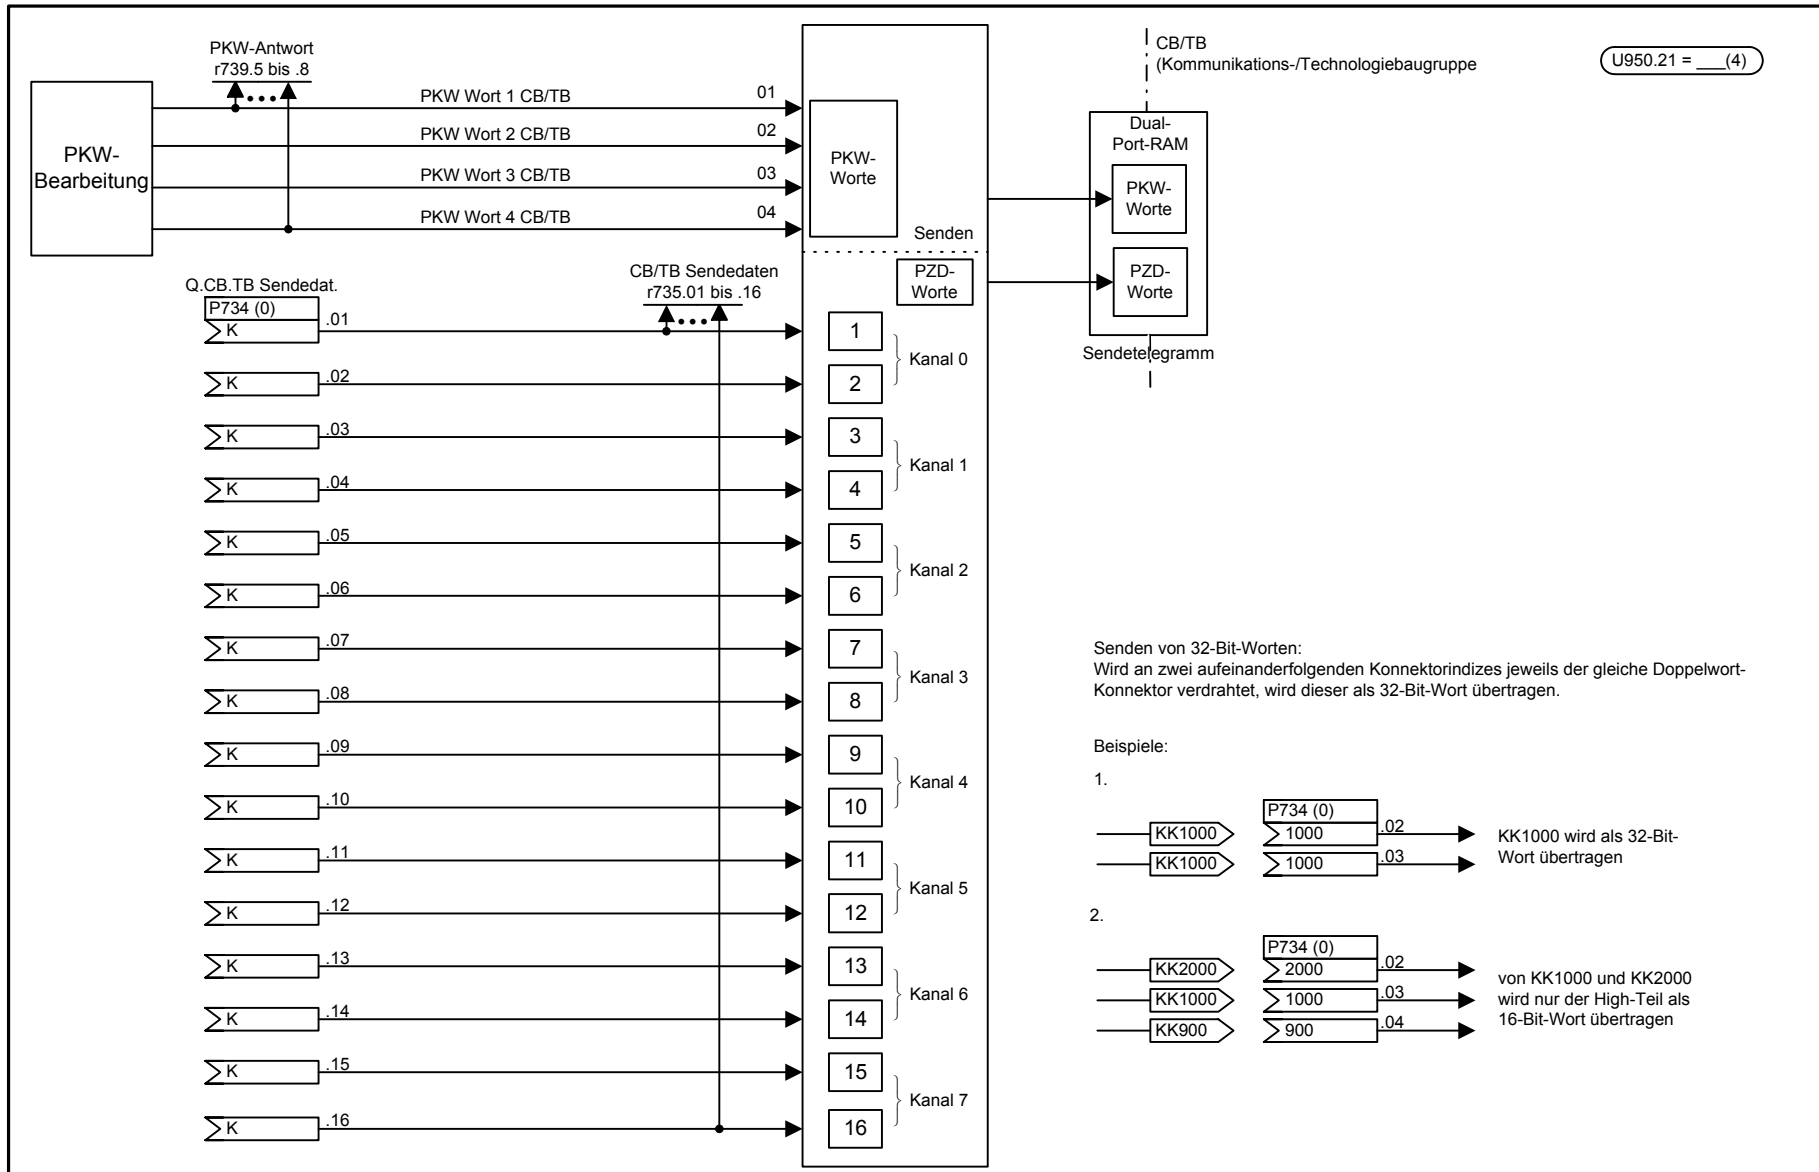 PKW-Antwort
r739.5 bis .8
CB/TB
(Kommunikations-/Technologiebaugruppe
U950.21 = ___(4)
PKW-
Bearbeitung
PKW Wort 1 CB/TB
01
PKW Wort 2 CB/TB
02
PKW Wort 3 CB/TB
03
PKW Wort 4 CB/TB
04
PKW-
Worte
Senden
PZD-
Worte
Dual-
Port-RAM
PKW-
Worte
PZD-
Worte
Sendetelegramm
Q.CB.TB Sendedat.
P734 (0)
CB/TB Sendedaten
r735.01 bis .16
K .01 1
K .02 2
Kanal 0
K .03 3
K .04 4
Kanal 1
K .05 5
K .06 6
Kanal 2
K .07 7
K .08 8
Kanal 3
K .09 9
K .10 10
Kanal 4
K .11 11
K .12 12
Kanal 5
K .13 13
K .14 14
Kanal 6
K .15 15
K .16 16
Kanal 7
Senden von 32-Bit-Worten:
Wird an zwei aufeinanderfolgenden Konnektorindizes jeweils der gleiche Doppelwort-
Konnektor verdrahtet, wird dieser als 32-Bit-Wort übertragen.
Beispiele:
1.
P734 (0)
KK1000 1000 .02
KK1000 1000 .03
KK1000 wird als 32-Bit-
Wort übertragen
2.
P734 (0)
KK2000 2000 .02
KK1000 1000 .03
KK900 900 .04
von KK1000 und KK2000
wird nur der High-Teil als
16-Bit-Wort übertragen